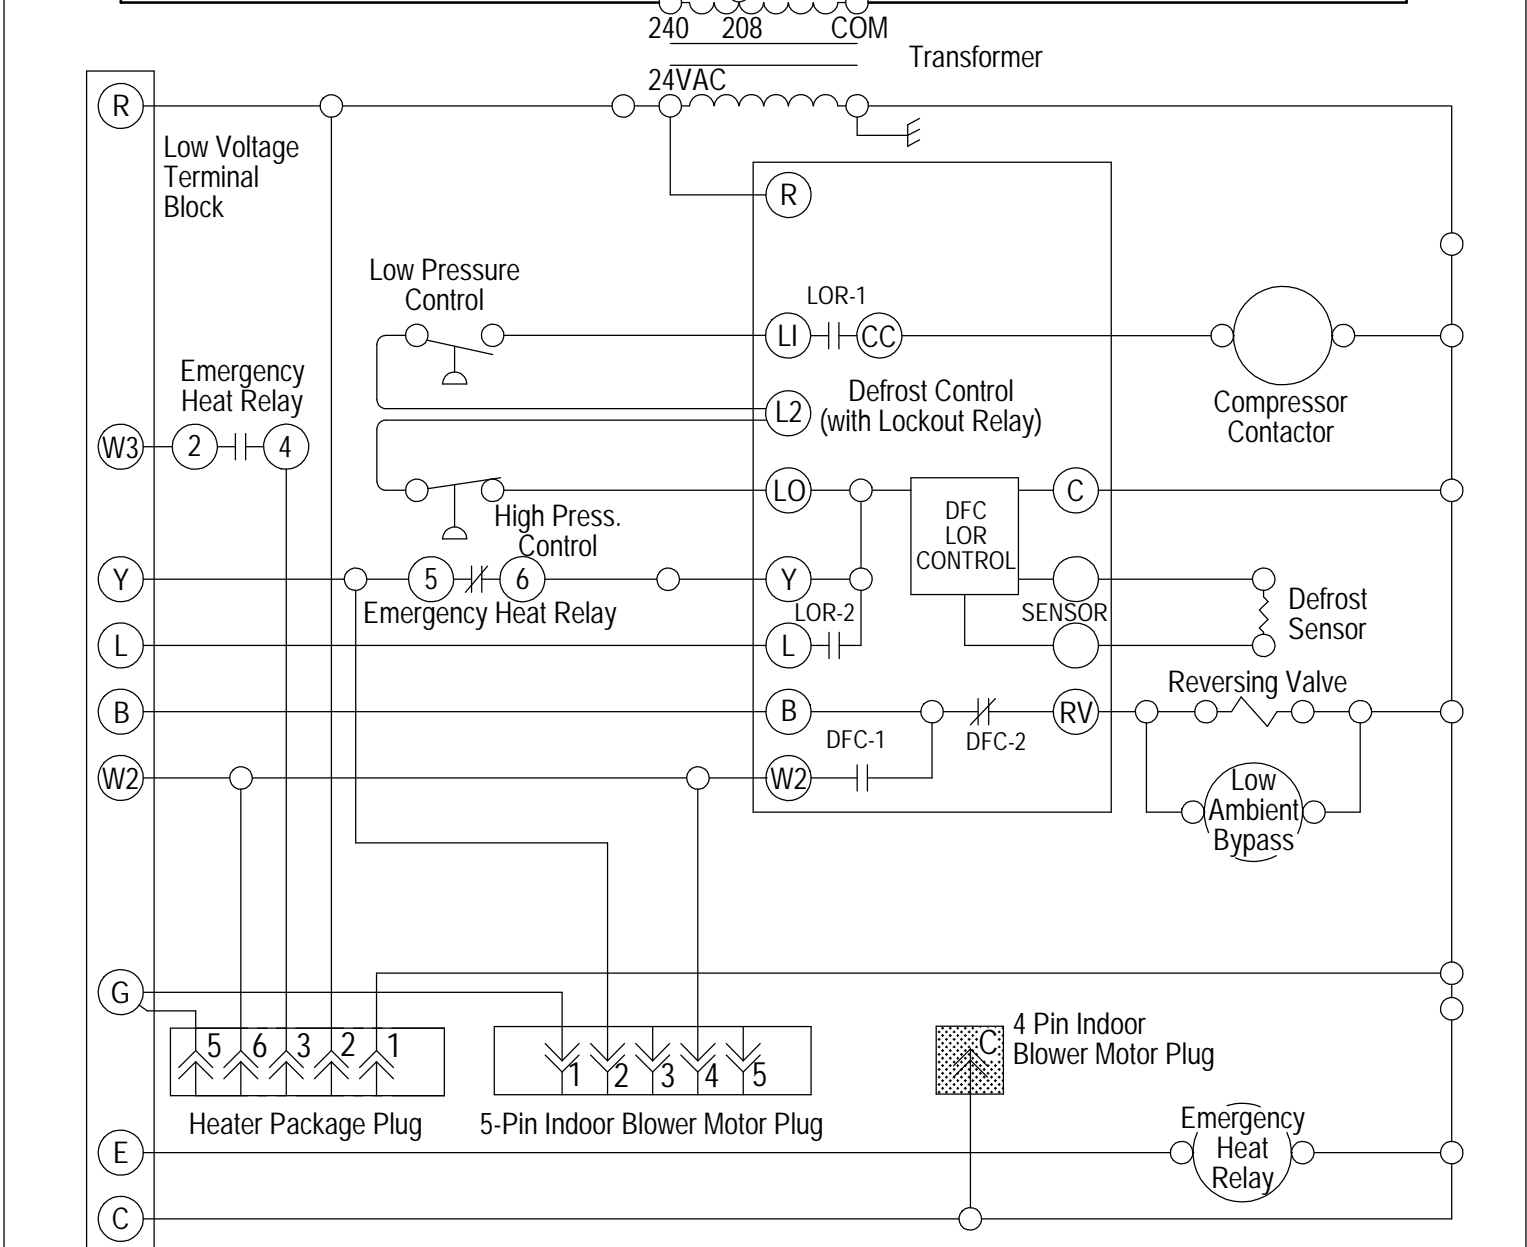 240 208 COM
Transformer
24VAC
R
Low Voltage
Terminal
Block
R
Low Pressure
Control
LOR-1
LI CC
Emergency
Heat Relay
Defrost Control
(with Lockout Relay)
L2
Compressor
Contactor
W3 2 4
LO
DFC
LOR
CONTROL
C
High Press.
Control
Y 5 6 Y
Emergency Heat Relay
LOR-2
SENSOR
Defrost
Sensor
L L
Reversing Valve
B B RV
DFC-1 DFC-2
W2 W2
Low
Ambient
Bypass
G
5 6 3 2 1
1 2 3 4 5
C
4 Pin Indoor
Blower Motor Plug
Heater Package Plug
5-Pin Indoor Blower Motor Plug
Emergency
Heat
Relay
E
C